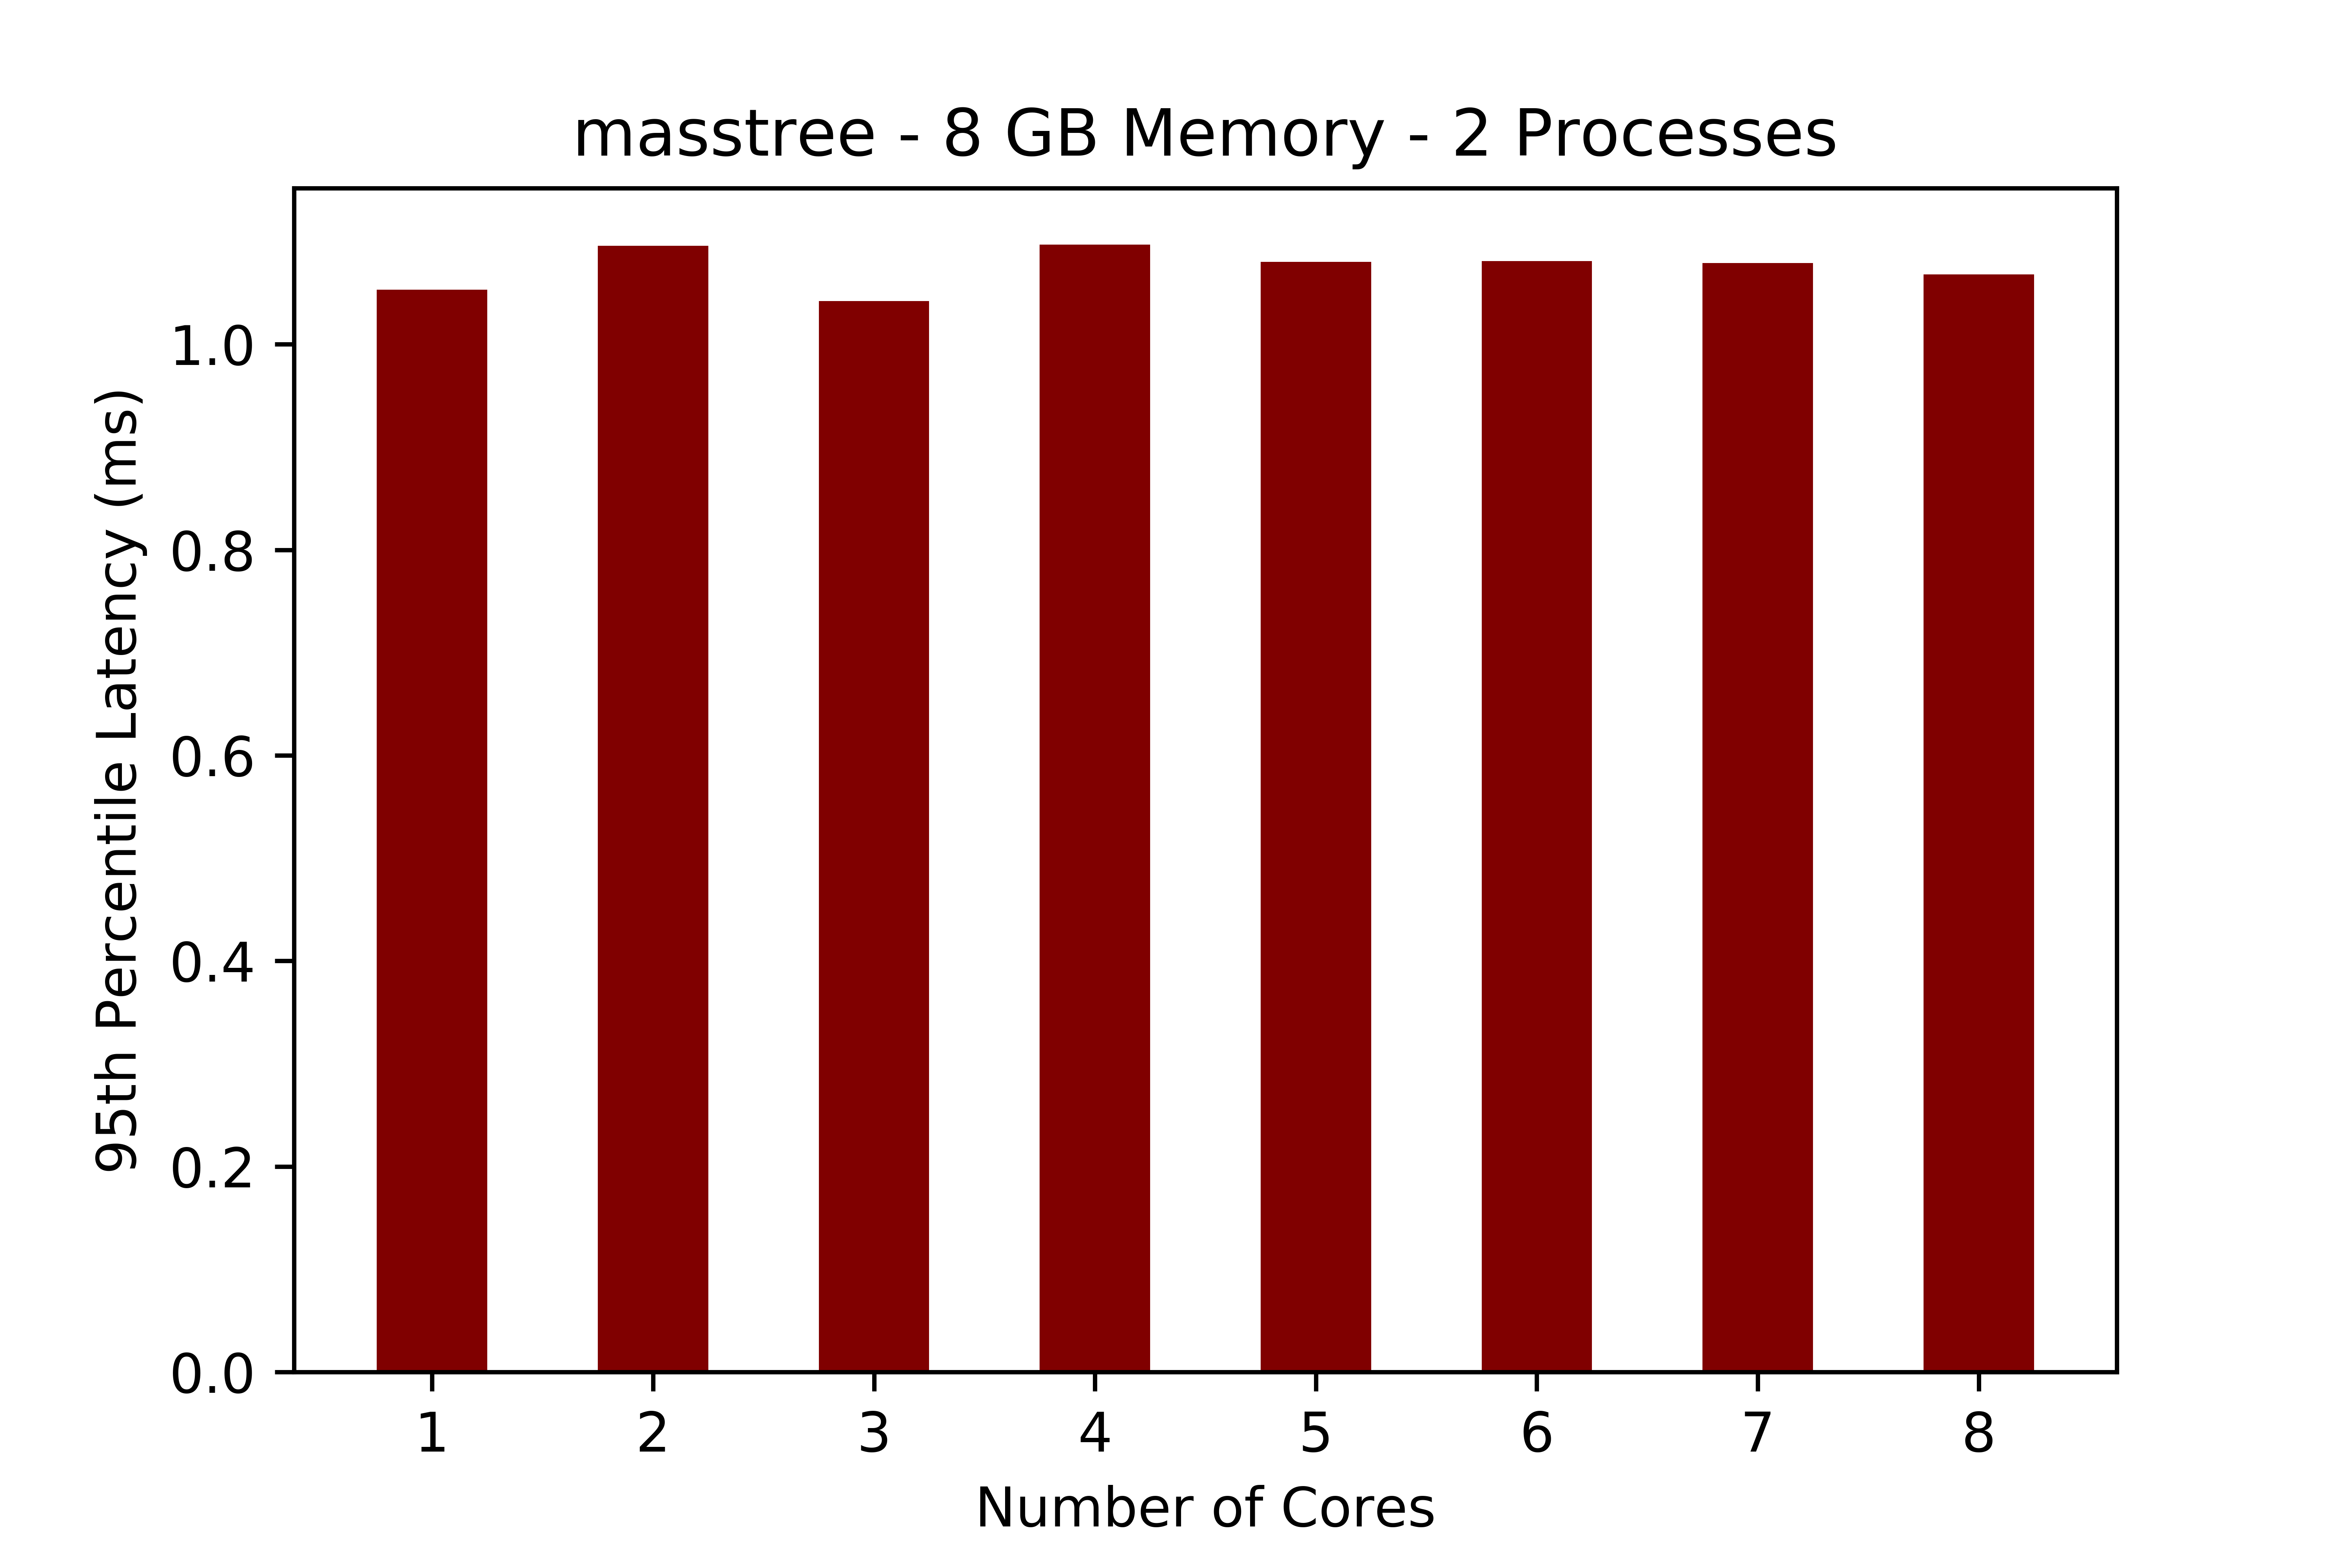 masstree - 8 GB Memory - 2 Processes
95th Percentile Latency (ms)
1.0
0.8
0.6
0.4
0.2
0.0
1 2 3 4 5 6 7 8
Number of Cores